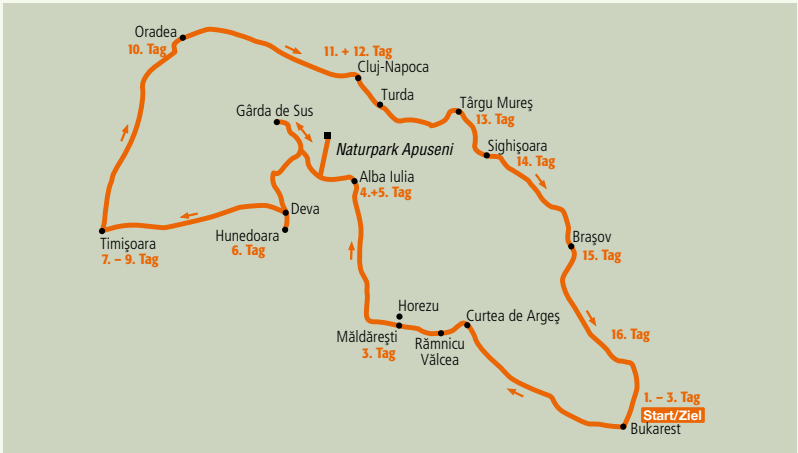 Oradea
10. Tag
11. + 12. Tag
Cluj-Napoca
Turda
Târgu Mureş
13. Tag
Gârda de Sus
Naturpark Apuseni
Sighişoara
14. Tag
Alba Iulia
4.+5. Tag
Deva
Hunedoara
6. Tag
Timişoara
7. – 9. Tag
Braşov
15. Tag
Horezu
Măldăreşti
3. Tag
Curtea de Argeş
Rămnicu
Vâlcea
16. Tag
1. – 3. Tag
Start/Ziel
Bukarest